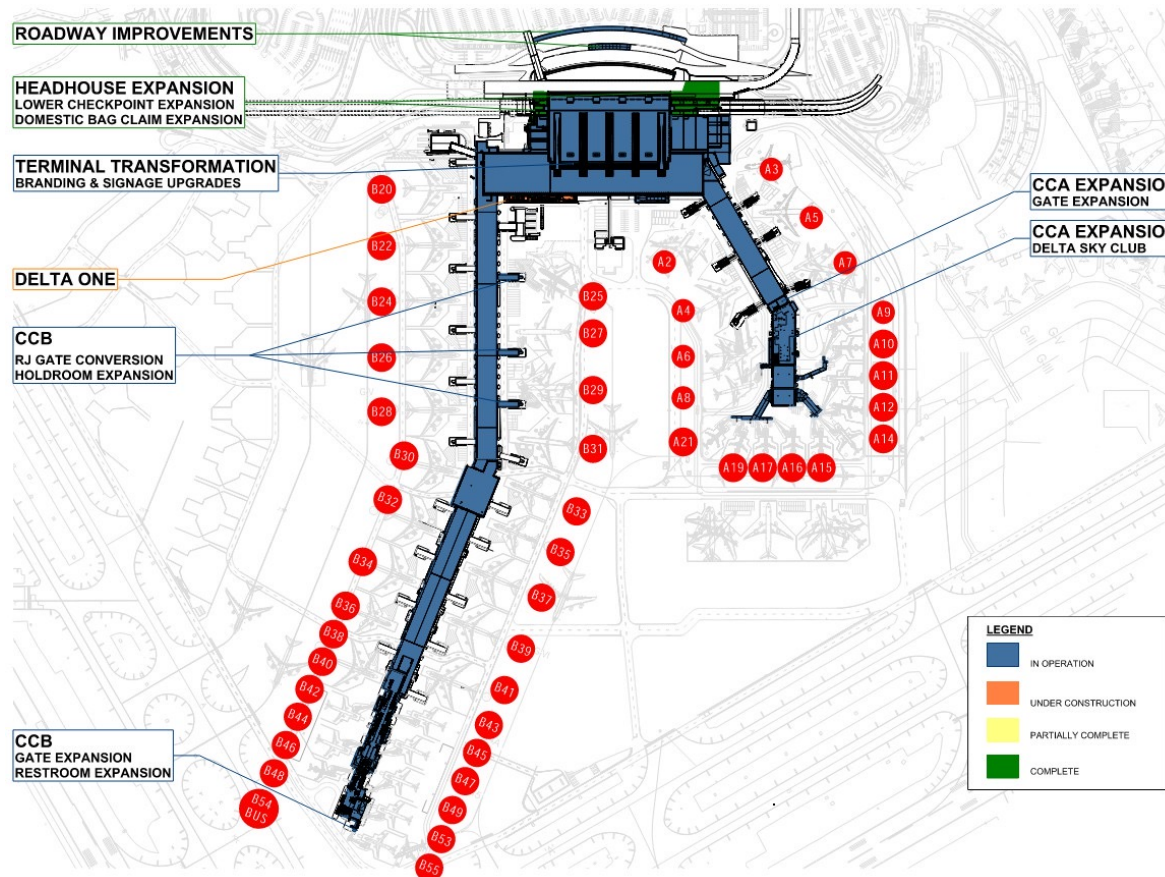 ROADWAY IMPROVEMENTS
HEADHOUSE EXPANSION
LOWER CHECKPOINT EXPANSION
DOMESTIC BAG CLAIM EXPANSION
TERMINAL TRANSFORMATION
BRANDING & SIGNAGE UPGRADES
DELTA ONE
CCB
RJ GATE CONVERSION
HOLDROOM EXPANSION
CCB
GATE EXPANSION
RESTROOM EXPANSION
CCA EXPANSIO
GATE EXPANSION
CCA EXPANSIO
DELTA SKY CLUB
B20
B22
B24
B26
B28
B30
B32
B34
B36
B38
B40
B42
B44
B46
B48
B54
BUS
B25
B27
B29
B31
B33
B35
B37
B39
B41
B43
B45
B47
B49
B53
B55
A2
A4
A6
A8
A21
A19
A17
A16
A15
A3
A5
A7
A9
A10
A11
A12
A14
LEGEND
IN OPERATION
UNDER CONSTRUCTION
PARTIALLY COMPLETE
COMPLETE